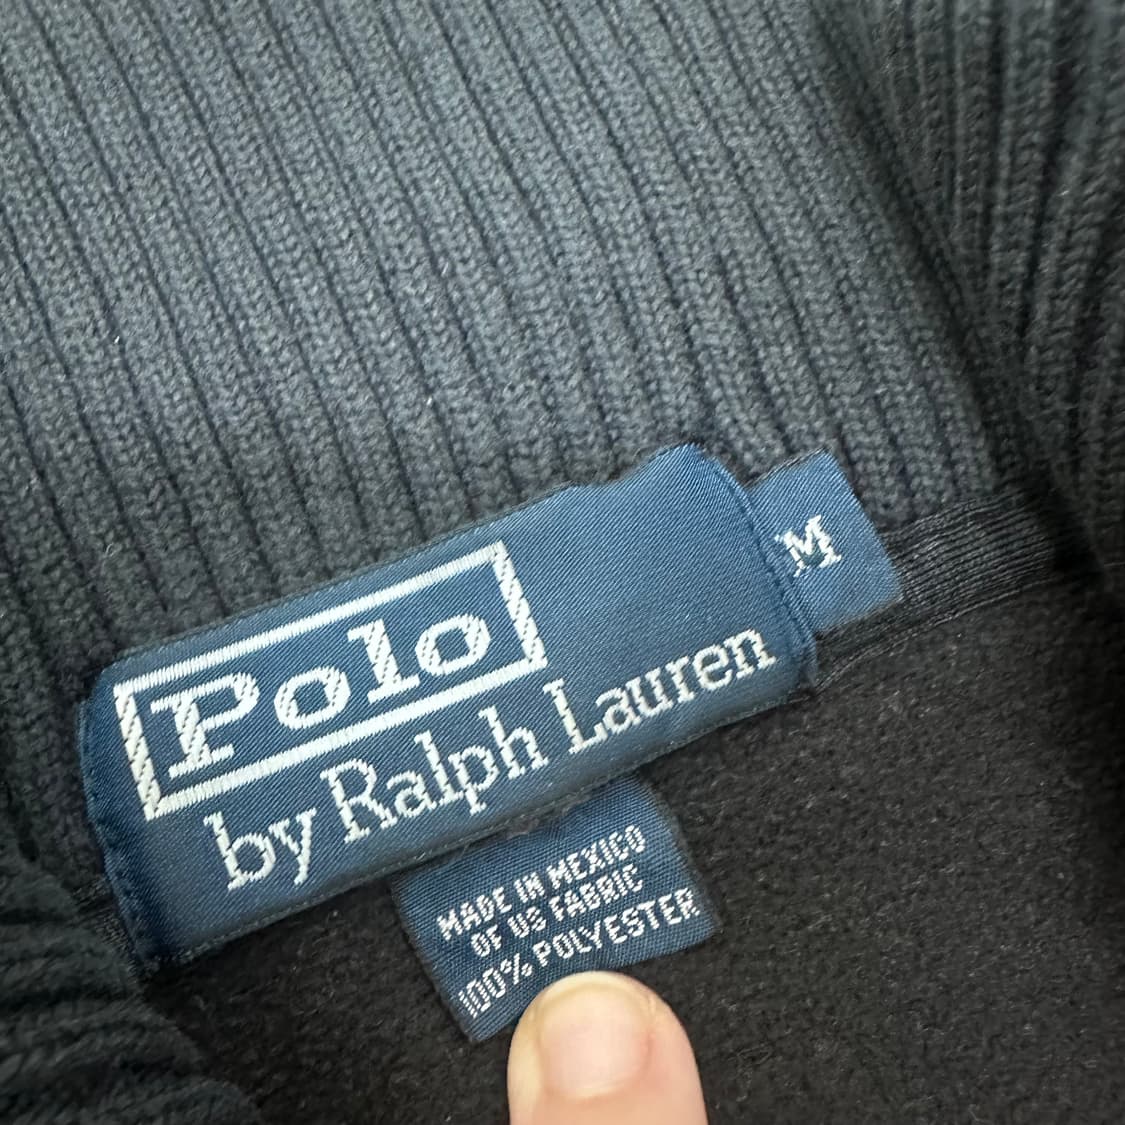 Polo
by Ralph Lauren
M
MADE IN MEXICO
OF US FABRIC
100% POLYESTER